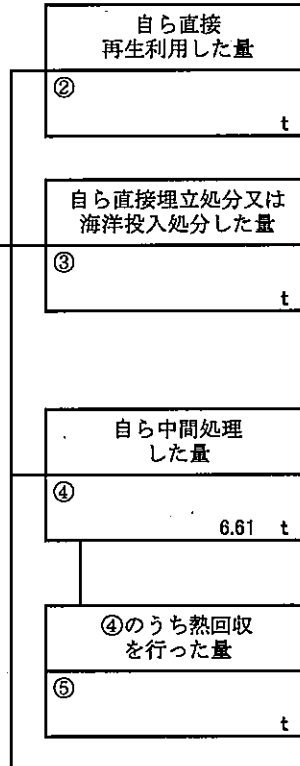 自ら直接
再生利用した量
②
t
自ら直接埋立処分又は
海洋投入処分した量
③
t
自ら中間処理
した量
④
6.61 t
④のうち熱回収
を行った量
⑤
t